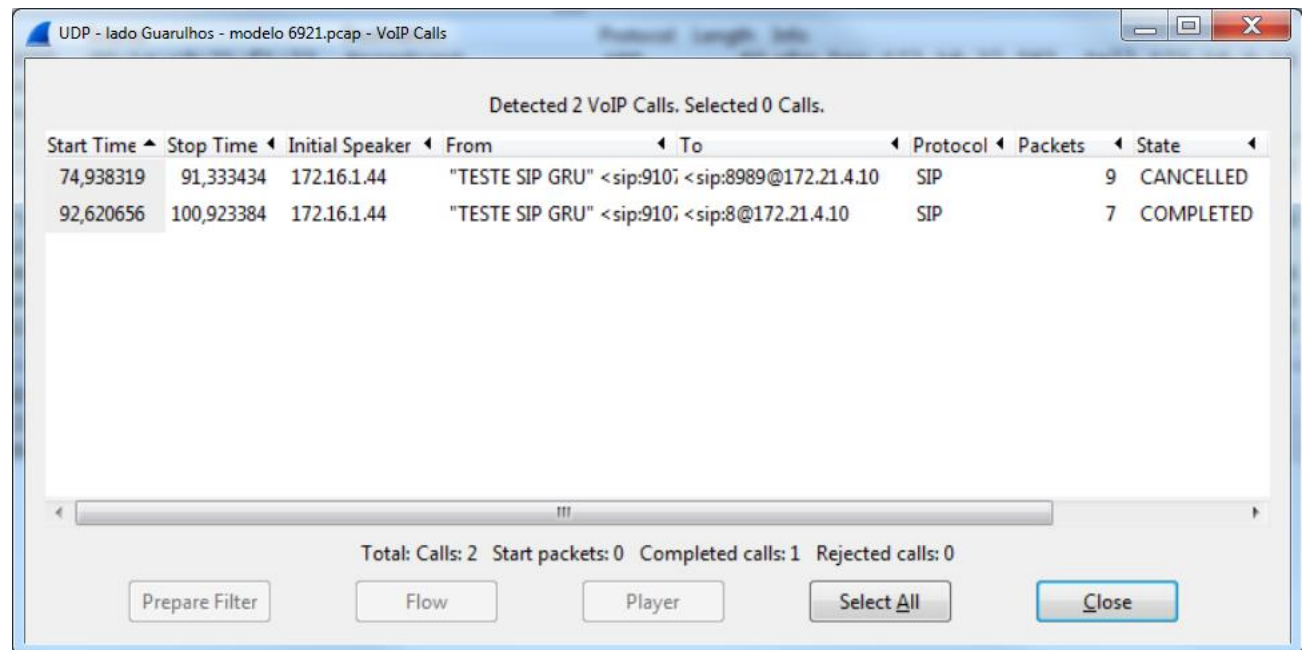 UDP - lado Guarulhos - modelo 6921.pcap - VoIP Calls
Protocol Length Info
Detected 2 VoIP Calls. Selected 0 Calls.
Start Time Stop Time Initial Speaker From To Protocol Packets State
74,938319 91,333434 172.16.1.44 "TESTE SIP GRU" <sip:9107 <sip:8989@172.21.4.10 SIP 9 CANCELLED
92,620656 100,923384 172.16.1.44 "TESTE SIP GRU" <sip:9107 <sip:8@172.21.4.10 SIP 7 COMPLETED
Total: Calls: 2 Start packets: 0 Completed calls: 1 Rejected calls: 0
Prepare Filter Flow Player Select All Close